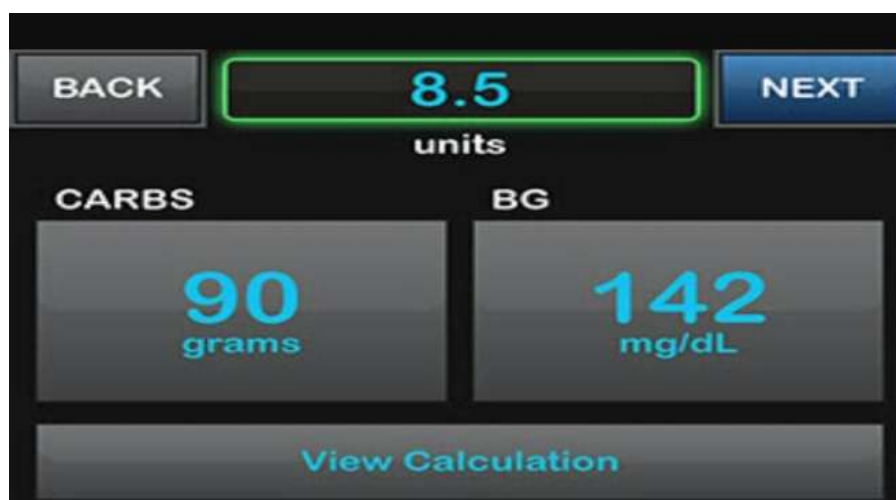 BACK 8.5 NEXT
units
CARBS BG
90 142
grams mg/dL
View Calculation